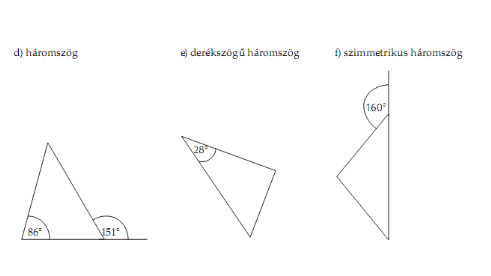 d) háromszög
e) derékszögű háromszög
f) szimmetrikus háromszög
160°
28°
86°
151°